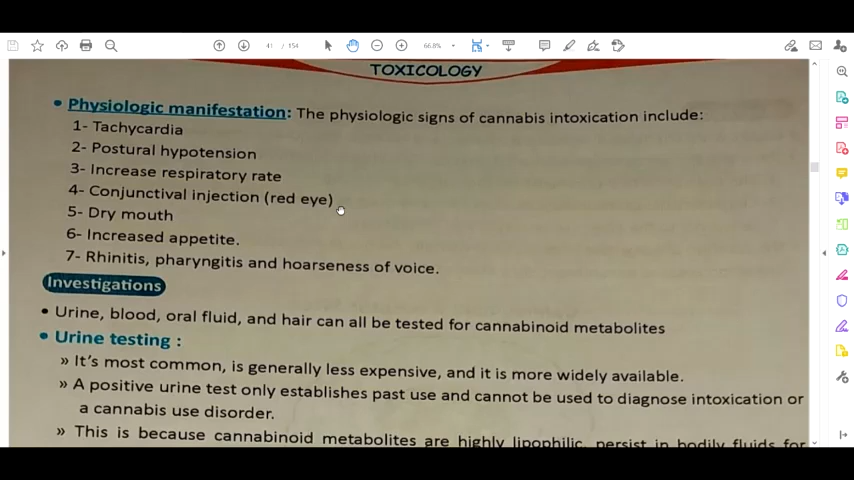 41 / 154
66.8%
TOXICOLOGY
• Physiologic manifestation: The physiologic signs of cannabis intoxication include:
1- Tachycardia
2- Postural hypotension
3- Increase respiratory rate
4- Conjunctival injection (red eye)
5- Dry mouth
6- Increased appetite.
7- Rhinitis, pharyngitis and hoarseness of voice.
Investigations
• Urine, blood, oral fluid, and hair can all be tested for cannabinoid metabolites
• Urine testing :
» It's most common, is generally less expensive, and it is more widely available.
» A positive urine test only establishes past use and cannot be used to diagnose intoxication or
a cannabis use disorder.
» This is because cannabinoid metabolites are highly lipophilic, persist in bodily fluids for